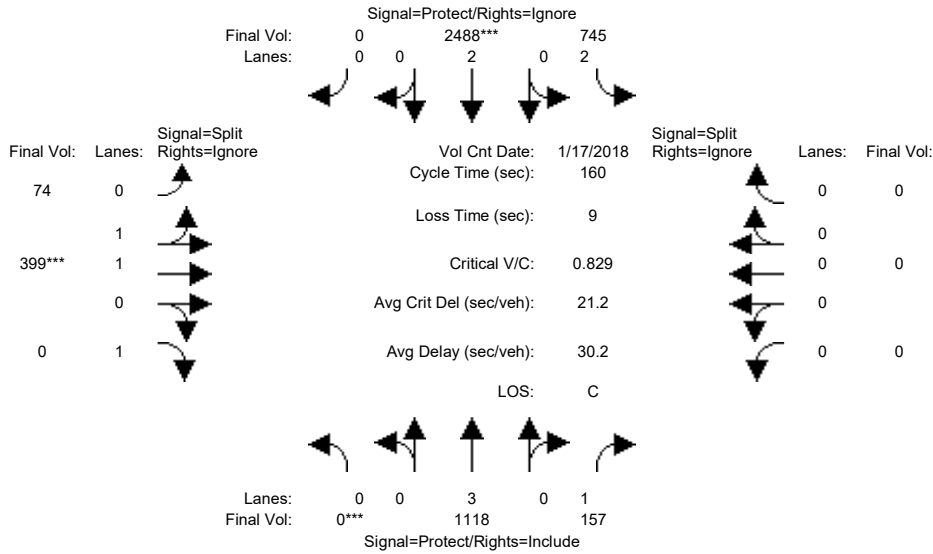 Signal=Protect/Rights=Ignore
Final Vol: 0 2488*** 745
Lanes: 0 0 2 0 2
Signal=Split Signal=Split
Final Vol: Lanes: Rights=Ignore Vol Cnt Date: 1/17/2018 Rights=Ignore Lanes: Final Vol:
Cycle Time (sec): 160
74 0 0 0
Loss Time (sec): 9
1 0
399*** 1 Critical V/C: 0.829 0 0
0 Avg Crit Del (sec/veh): 21.2 0
0 1 Avg Delay (sec/veh): 30.2 0 0
LOS: C
Lanes: 0 0 3 0 1
Final Vol: 0*** 1118 157
Signal=Protect/Rights=Include